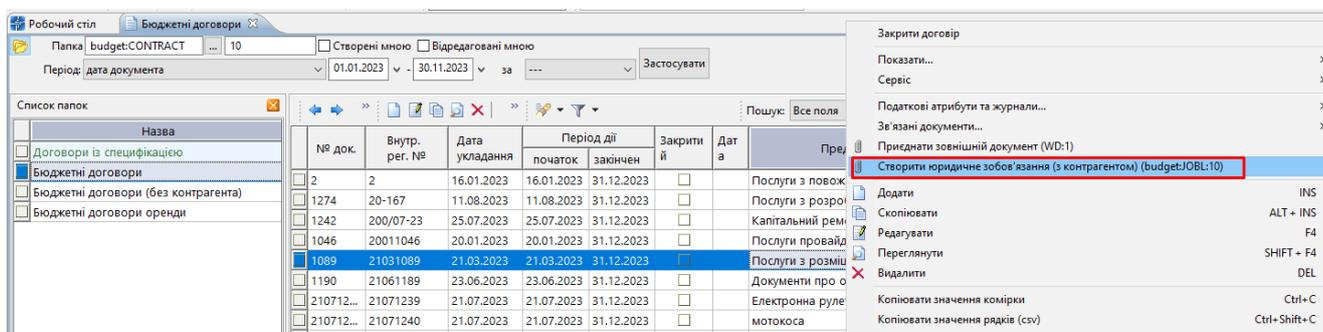 Робочий стіл Бюджетні договори
Папка budget:CONTRACT ... 10 Створені мною Відредаговані мною
Період: дата документа 01.01.2023 - 30.11.2023 за --- Застосувати
Список папок
Назва
Договори із специфікацією
Бюджетні договори
Бюджетні договори (без контрагента)
Бюджетні договори оренди
Пошук: Все поля
№ док. Внутр. рег. № Дата укладання Період дії початок закінчен Закрити й Дат а Пред
2 2 16.01.2023 16.01.2023 31.12.2023 Послуги з повож
1274 20-167 11.08.2023 11.08.2023 31.12.2023 Послуги з розро
1242 200/07-23 25.07.2023 25.07.2023 31.12.2023 Капітальний рем
1046 20011046 20.01.2023 20.01.2023 31.12.2023 Послуги провайд
1089 21031089 21.03.2023 21.03.2023 31.12.2023 Послуги з розміщ
1190 21061189 23.06.2023 23.06.2023 31.12.2023 Документи про о
210712... 21071239 21.07.2023 21.07.2023 31.12.2023 Електронна руле
210712... 21071240 21.07.2023 21.07.2023 31.12.2023 мотокоса
Закрити договір
Показати...
Сервіс
Податкові атрибути та журнали...
Зв'язані документи...
Приєднати зовнішній документ (WD:1)
Створити юридичне зобов'язання (з контрагентом) (budget:JOBL:10)
Додати INS
Скопіювати ALT + INS
Редагувати F4
Переглянути SHIFT + F4
Видалити DEL
Копіювати значення комірки Ctrl+C
Копіювати значення рядків (csv) Ctrl+Shift+C